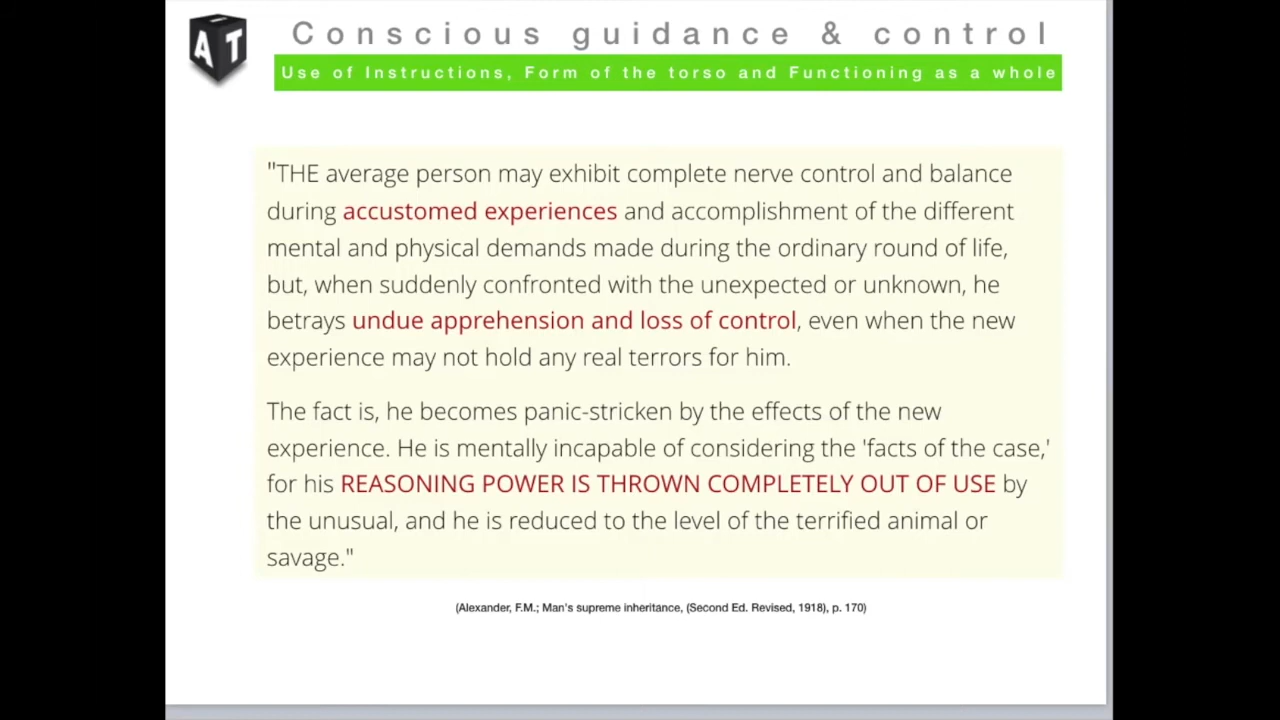 AT
Conscious guidance & control
Use of Instructions, Form of the torso and Functioning as a whole
"THE average person may exhibit complete nerve control and balance
during accustomed experiences and accomplishment of the different
mental and physical demands made during the ordinary round of life,
but, when suddenly confronted with the unexpected or unknown, he
betrays undue apprehension and loss of control, even when the new
experience may not hold any real terrors for him.
The fact is, he becomes panic-stricken by the effects of the new
experience. He is mentally incapable of considering the 'facts of the case,'
for his REASONING POWER IS THROWN COMPLETELY OUT OF USE by
the unusual, and he is reduced to the level of the terrified animal or
savage."
(Alexander, F.M.; Man's supreme inheritance, (Second Ed. Revised, 1918), p. 170)